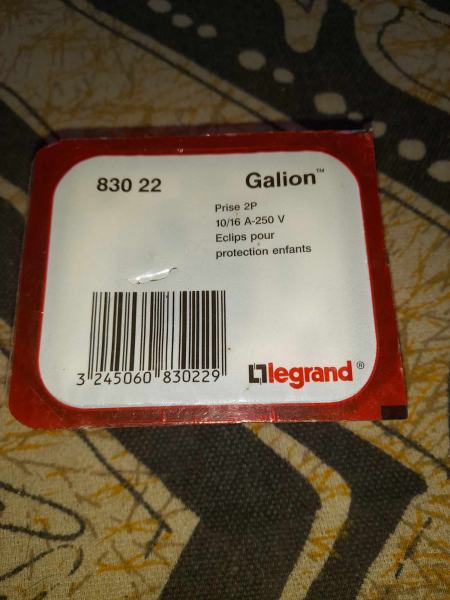 830 22
Galion™
Prise 2P
10/16 A-250 V
Eclips pour
protection enfants
3 245060 830229
legrand®